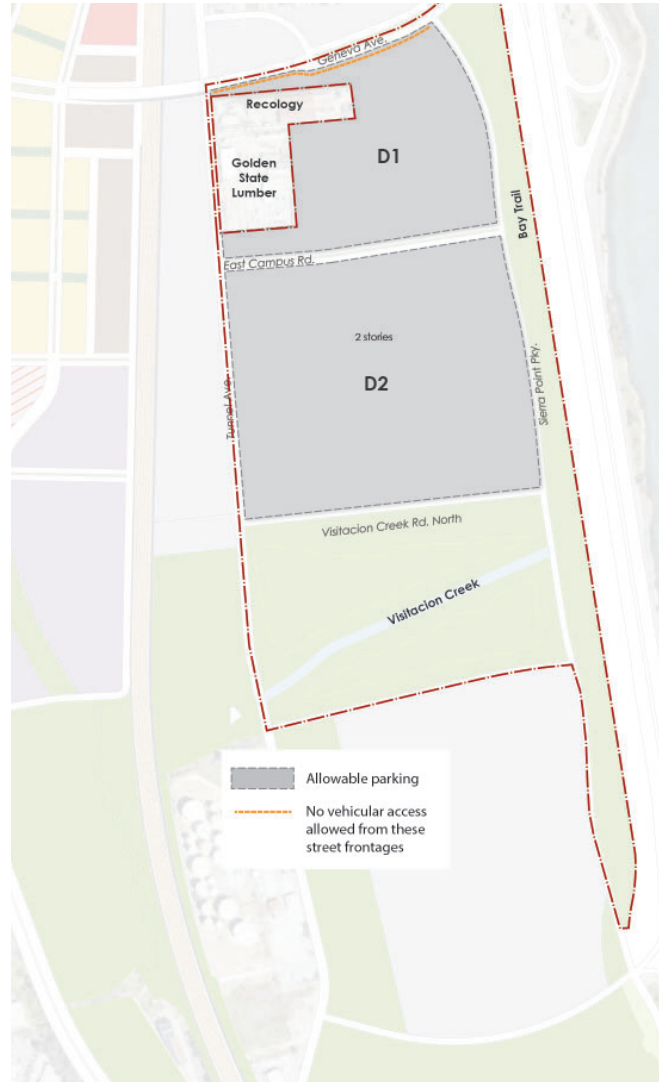 Geneva Ave.
Recology
Golden
State
Lumber
D1
Bay Trail
East Campus Rd.
2 stories
D2
Tunnel Ave.
Sierra Point Pky.
Visitacion Creek Rd. North
Visitacion Creek
Allowable parking
No vehicular access
allowed from these
street frontages